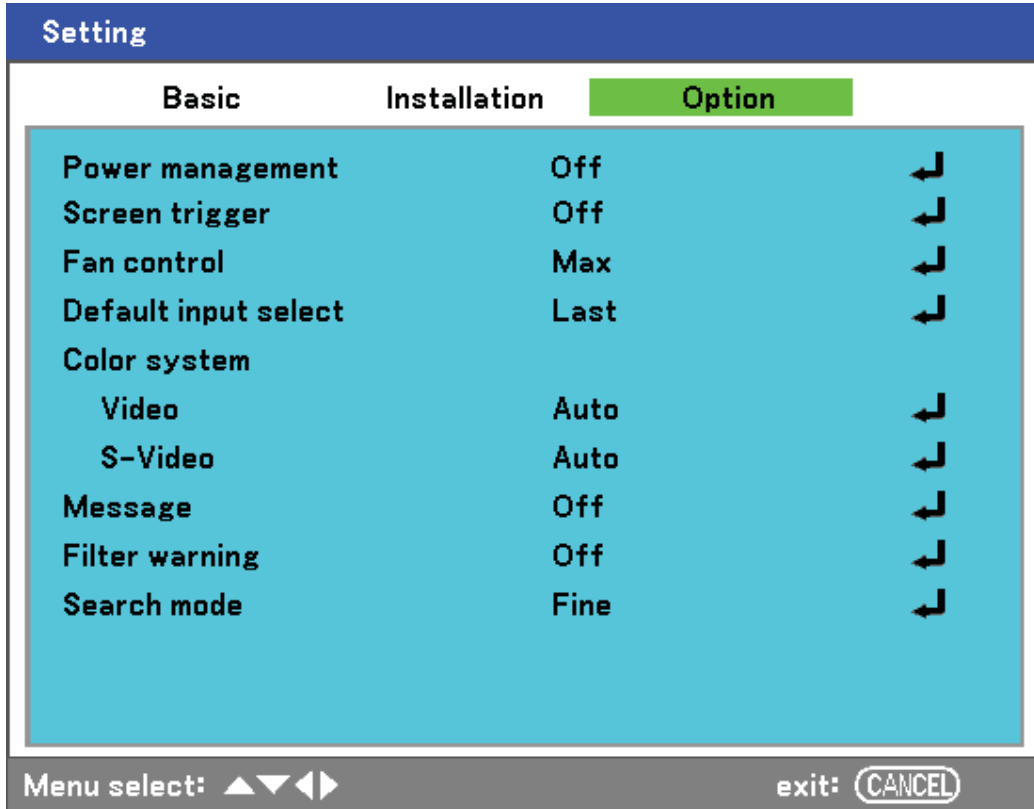 Setting
Basic Installation Option
Power management Off
Screen trigger Off
Fan control Max
Default input select Last
Color system
Video Auto
S-Video Auto
Message Off
Filter warning Off
Search mode Fine
Menu select: ▲▼◀▶ exit: CANCEL